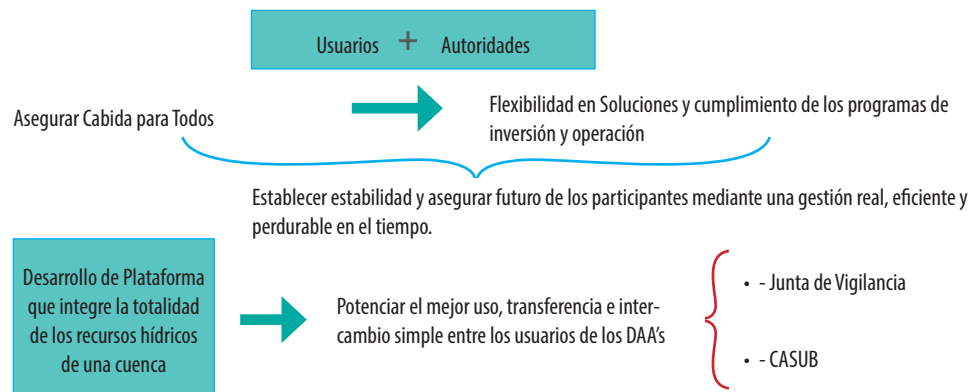 Usuarios + Autoridades
Asegurar Cabida para Todos
Flexibilidad en Soluciones y cumplimiento de los programas de
inversión y operación
Establecer estabilidad y asegurar futuro de los participantes mediante una gestión real, eficiente y
perdurable en el tiempo.
Desarrollo de Plataforma
que integre la totalidad
de los recursos hídricos
de una cuenca
Potenciar el mejor uso, transferencia e inter-
cambio simple entre los usuarios de los DAA's
• - Junta de Vigilancia
• - CASUB